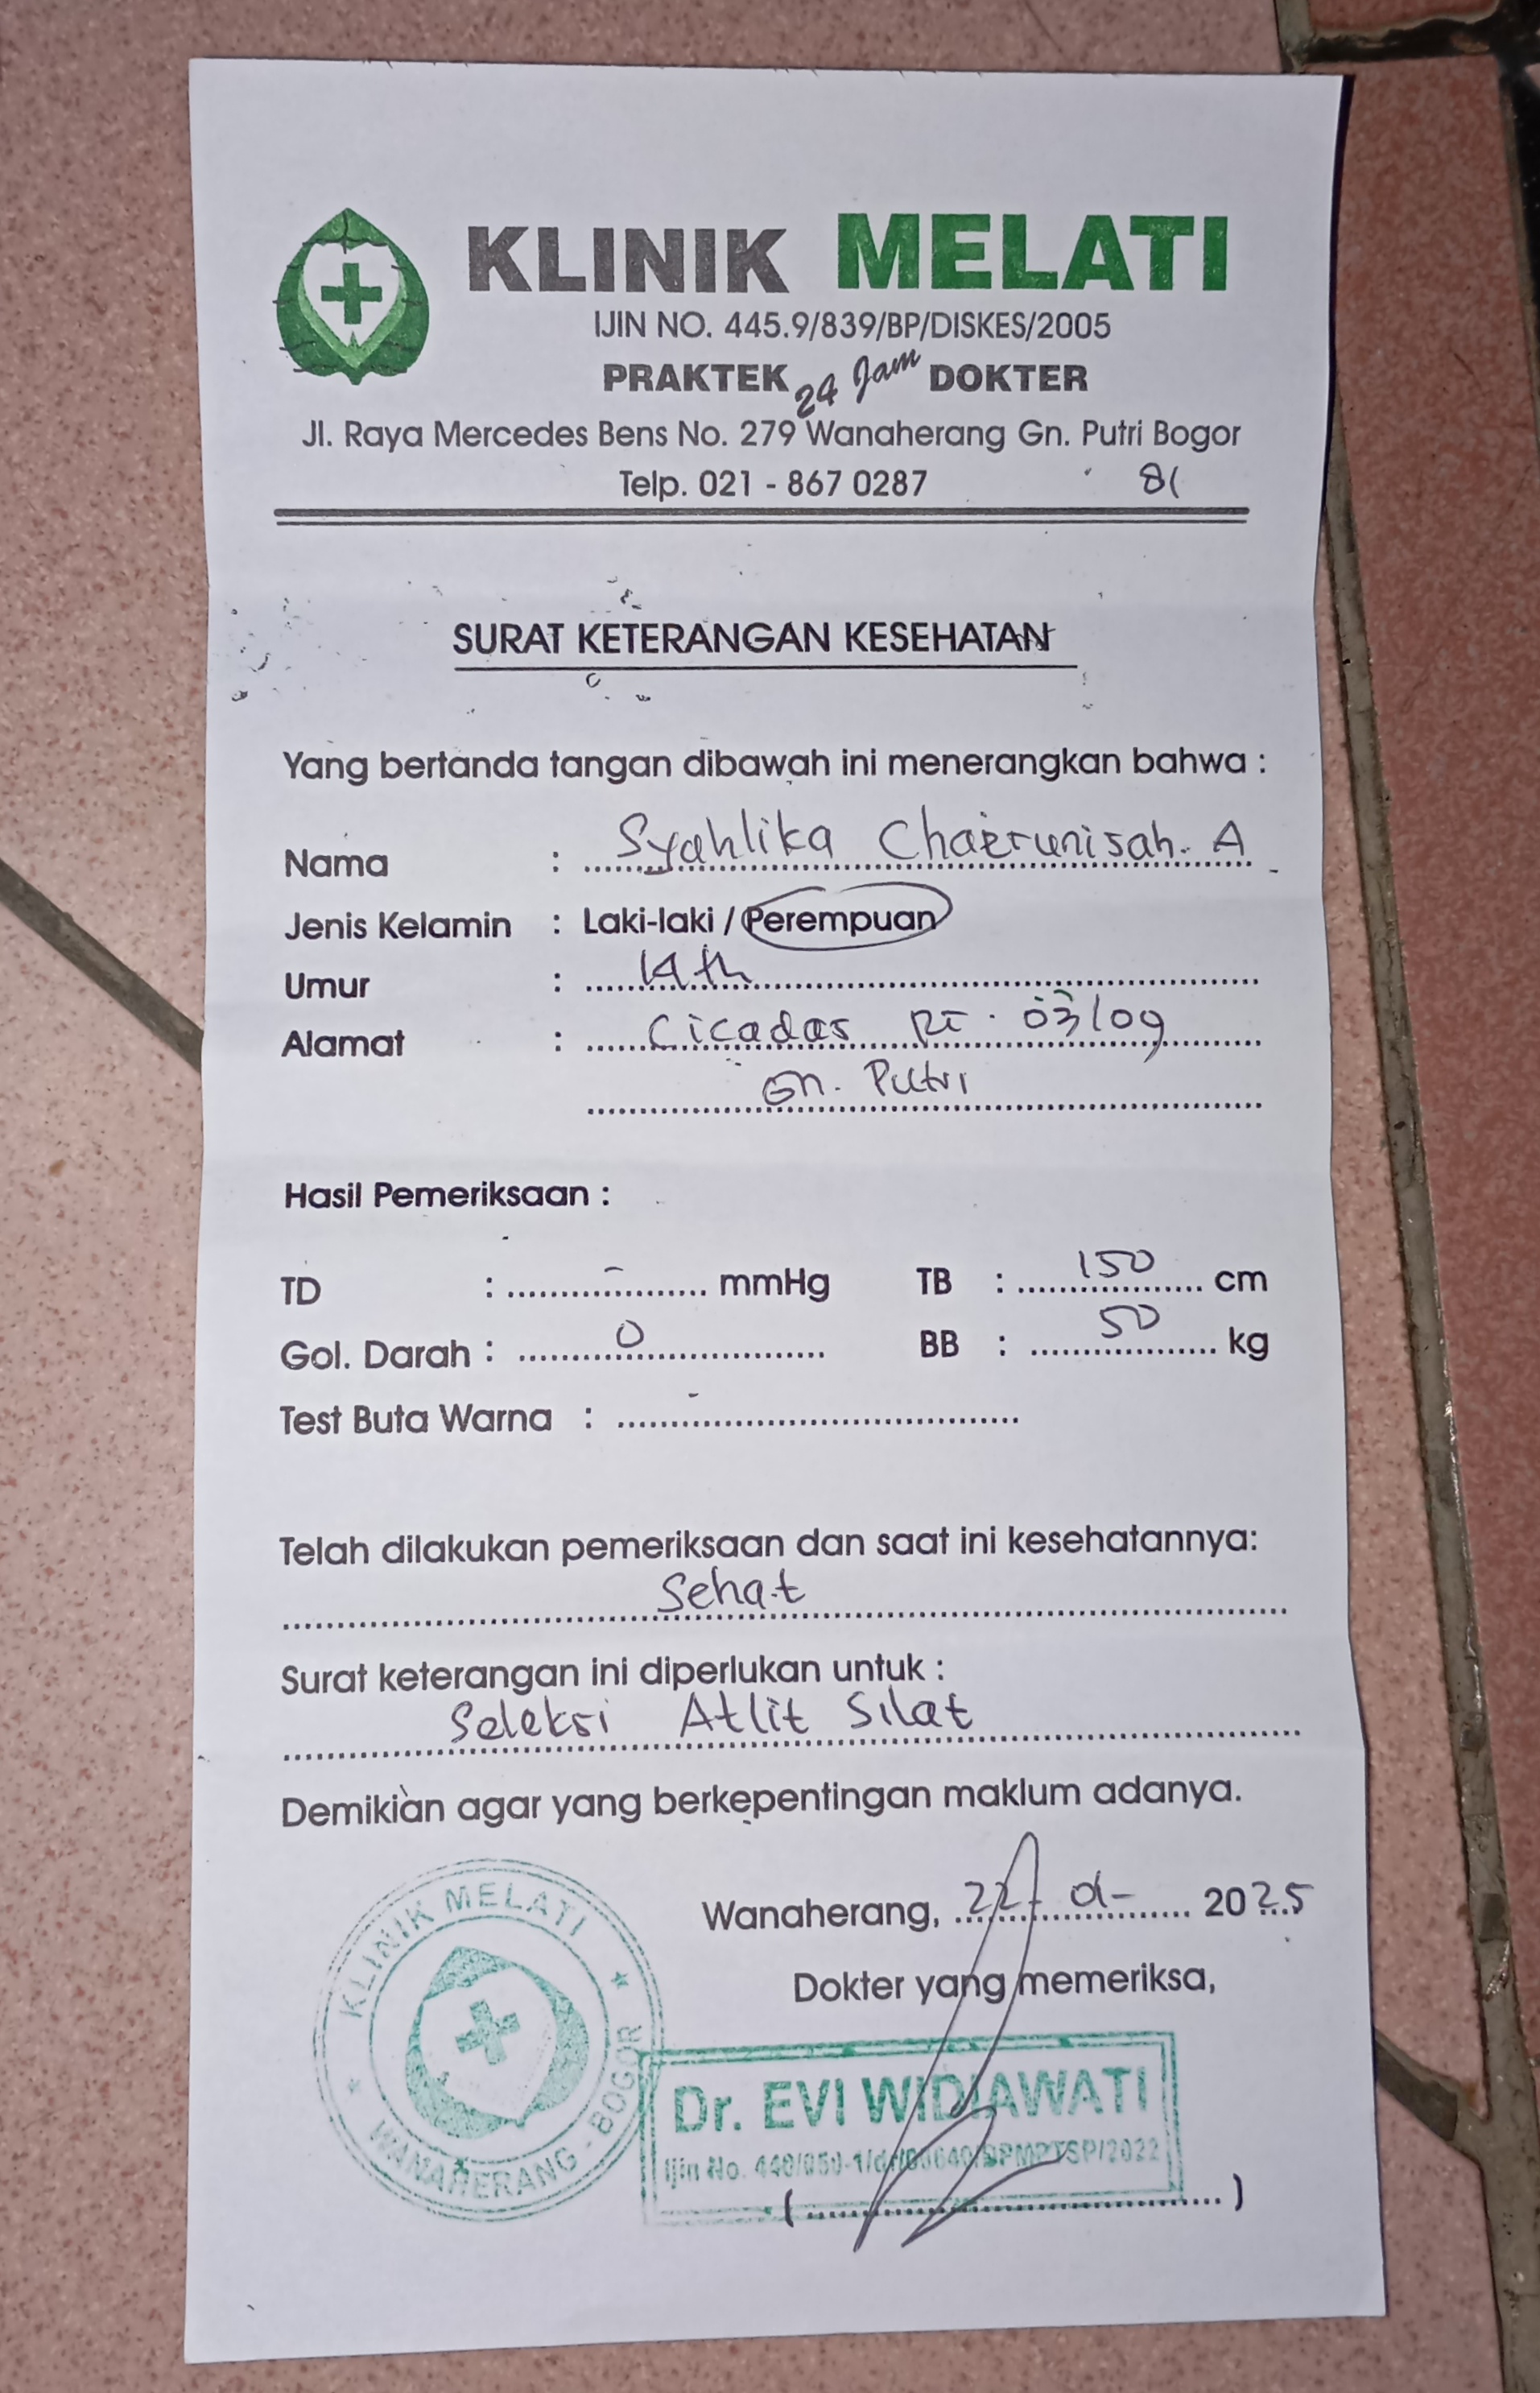 KLINIK MELATI
IJIN NO. 445.9/839/BP/DISKES/2005
PRAKTEK 24 Jam DOKTER
Jl. Raya Mercedes Bens No. 279 Wanaherang Gn. Putri Bogor
Telp. 021 - 867 0287
SURAT KETERANGAN KESEHATAN
Yang bertanda tangan dibawah ini menerangkan bahwa :
Nama : Syahlika Chaerunisah. A
Jenis Kelamin : Laki-laki / Perempuan
Umur : 14 th
Alamat : Cicadas RT. 03/09
Gn. Putri
Hasil Pemeriksaan :
TD : - mmHg TB : 150 cm
Gol. Darah : O BB : 50 kg
Test Buta Warna : -
Telah dilakukan pemeriksaan dan saat ini kesehatannya:
Sehat
Surat keterangan ini diperlukan untuk :
Seleksi Atlit Silat
Demikian agar yang berkepentingan maklum adanya.
Wanaherang, 22- 2025
Dokter yang memeriksa,
KLINIK MELATI
WANAHERANG - BOGOR
Dr. EVI WIDIAWATI
Ijin No.
( )